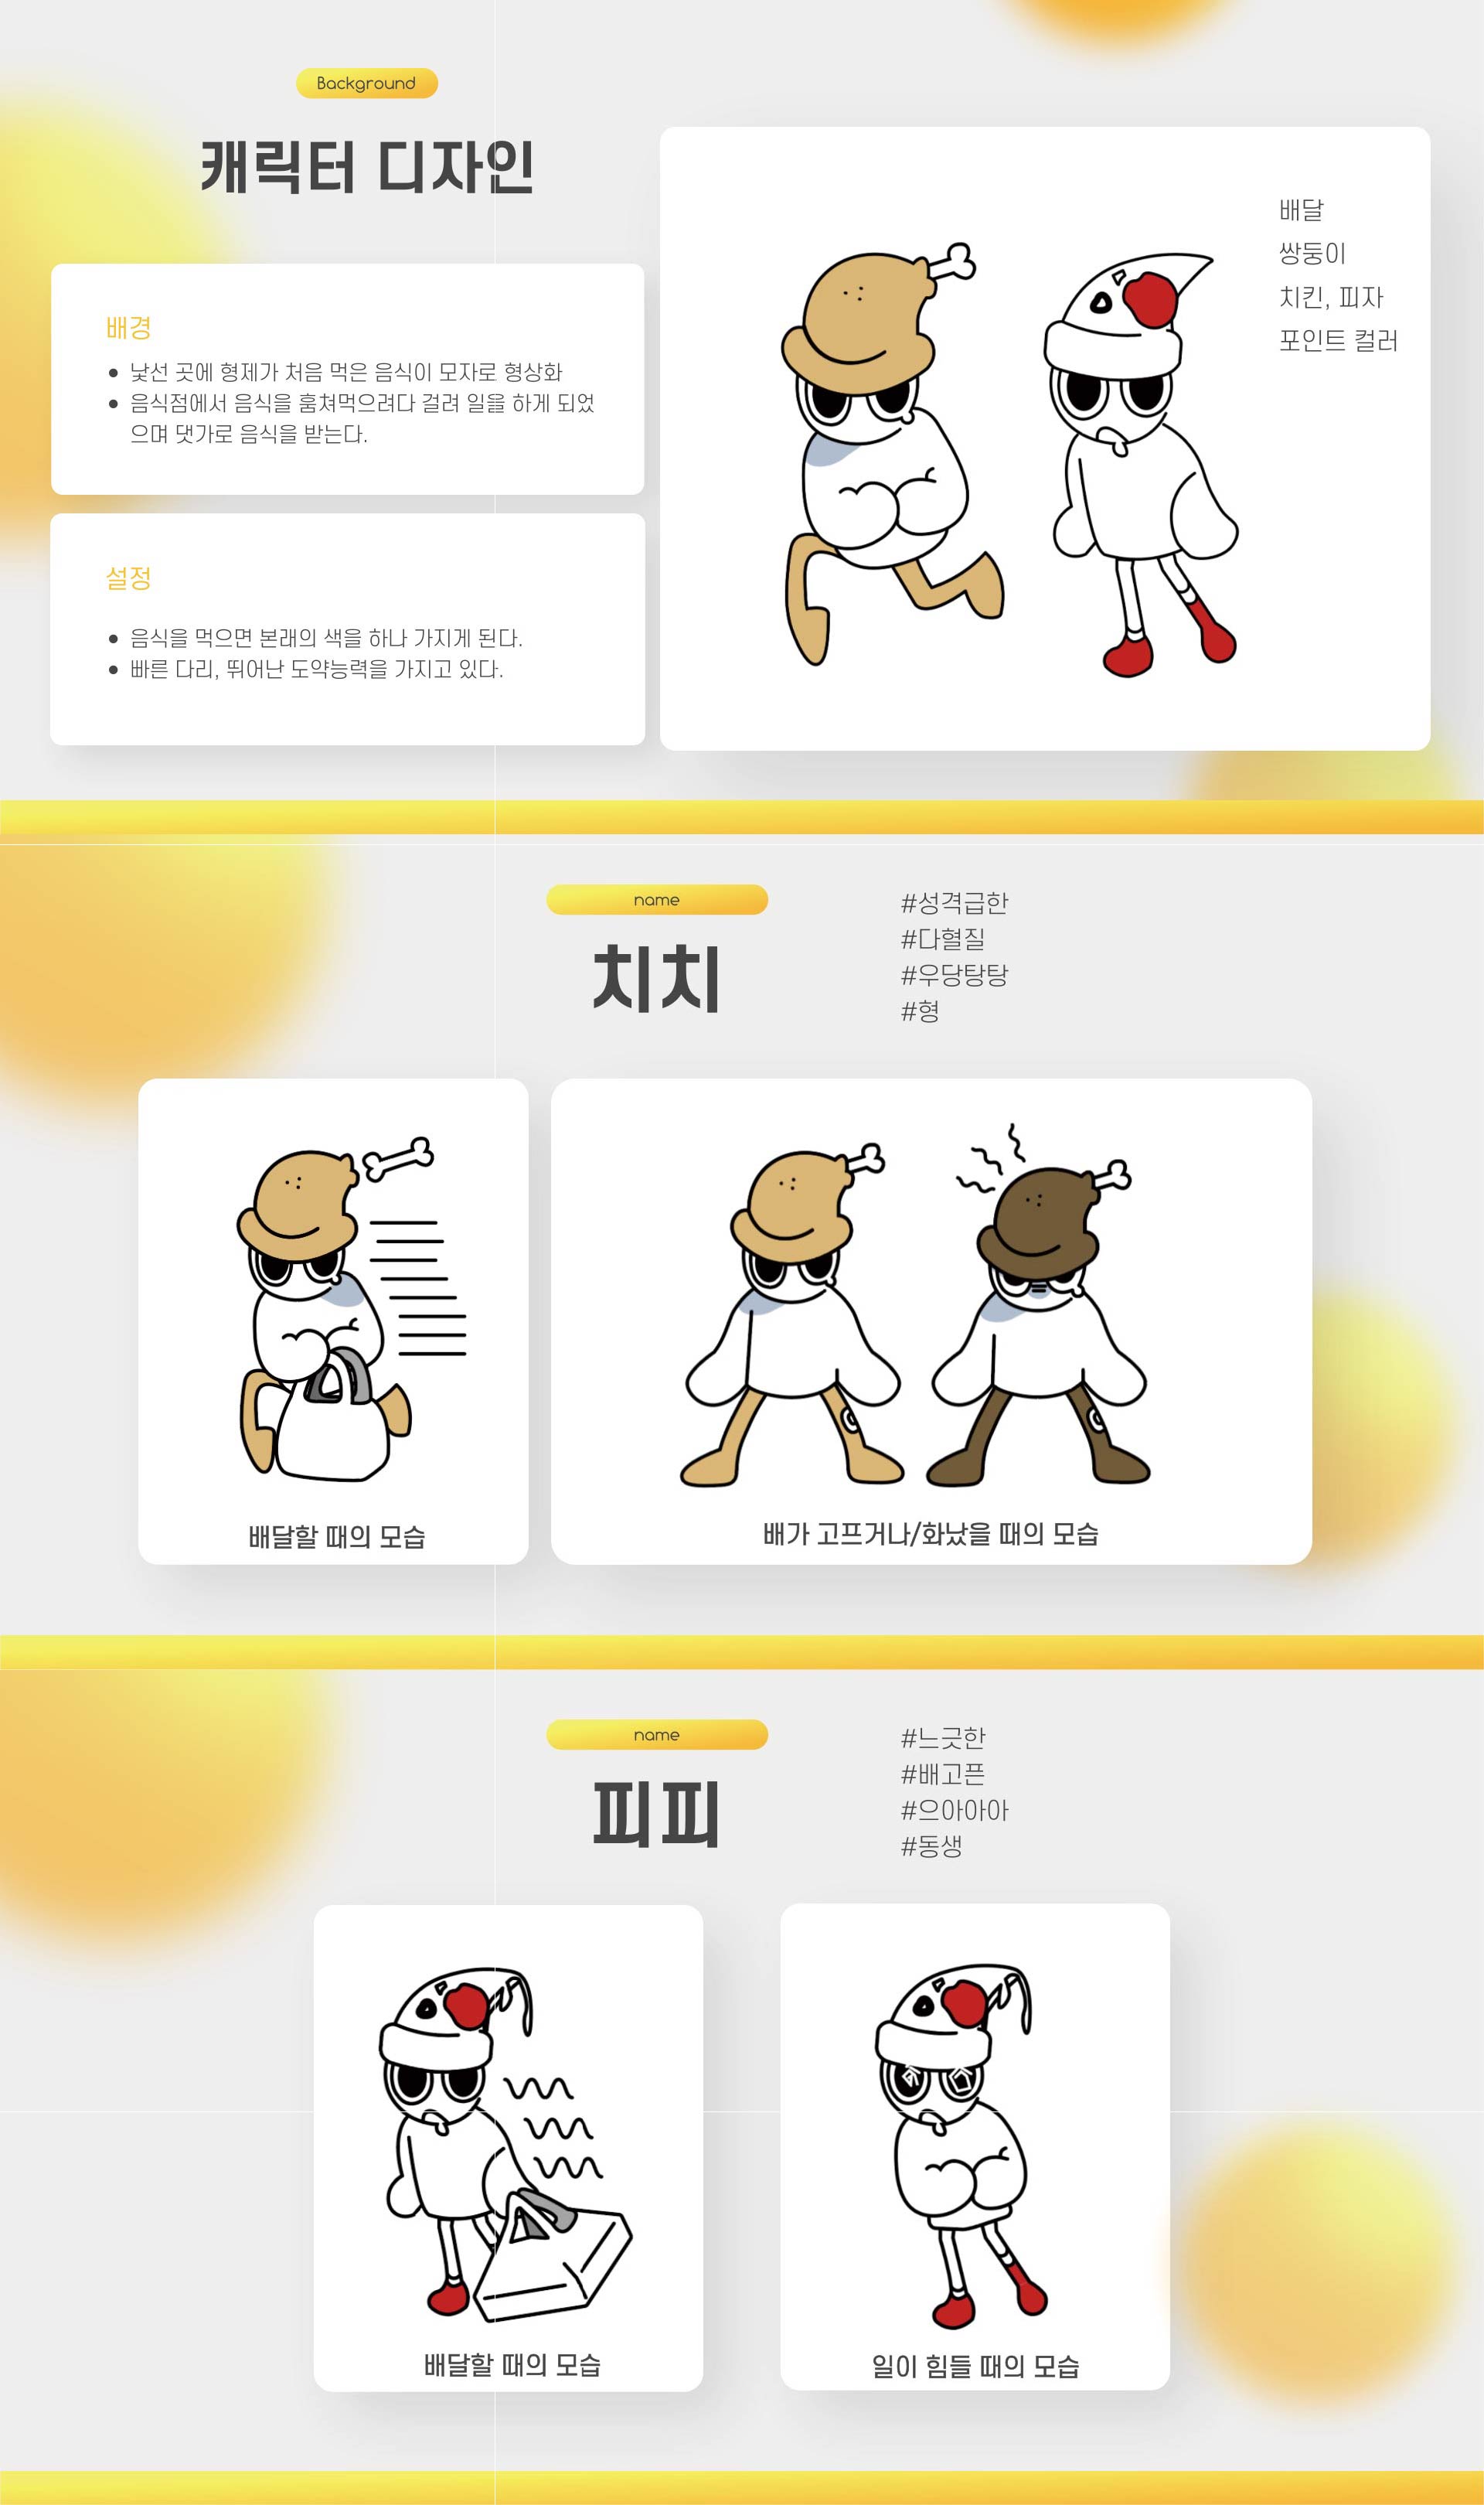 Background
캐릭터 디자인
배경
낯선 곳에 형제가 처음 먹은 음식이 모자로 형상화
음식점에서 음식을 훔쳐먹으려다 걸려 일을 하게 되었
으며 댓가로 음식을 받는다.
설정
음식을 먹으면 본래의 색을 하나 가지게 된다.
빠른 다리, 뛰어난 도약능력을 가지고 있다.
배달
쌍둥이
치킨, 피자
포인트 컬러
name
치치
#성격급한
#다혈질
#우당탕탕
#형
배달할 때의 모습
배가 고프거나/화났을 때의 모습
name
피피
#느긋한
#배고픈
#으아아아
#동생
배달할 때의 모습
일이 힘들 때의 모습